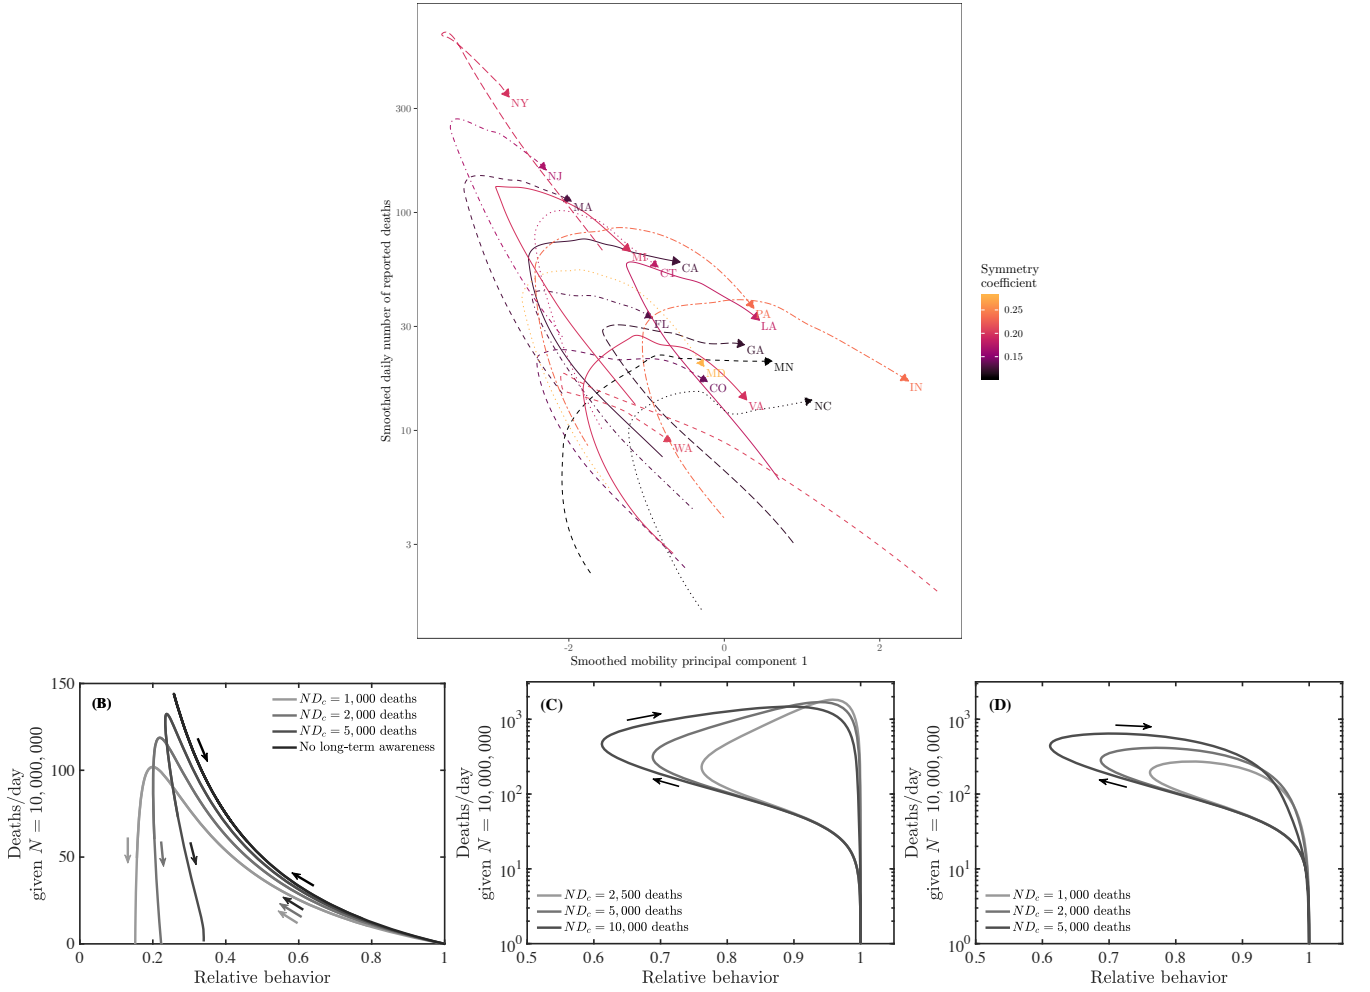 300
100
30
10
3
-2
0
2
Smoothed daily number of reported deaths
Smoothed mobility principal component 1
NY
NJ
MA
MI
CT
CA
PA
LA
FL
GA
MN
MD
CO
IN
VA
NC
WA
Symmetry
coefficient
0.25
0.20
0.15
(B)
150
100
50
0
0
0.2
0.4
0.6
0.8
1
Deaths/day
given N = 10,000,000
Relative behavior
ND_c = 1,000 deaths
ND_c = 2,000 deaths
ND_c = 5,000 deaths
No long-term awareness
(C)
10^3
10^2
10^1
10^0
0.5
0.6
0.7
0.8
0.9
1
Deaths/day
given N = 10,000,000
Relative behavior
ND_c = 2,500 deaths
ND_c = 5,000 deaths
ND_c = 10,000 deaths
(D)
10^3
10^2
10^1
10^0
0.5
0.6
0.7
0.8
0.9
1
Deaths/day
given N = 10,000,000
Relative behavior
ND_c = 1,000 deaths
ND_c = 2,000 deaths
ND_c = 5,000 deaths